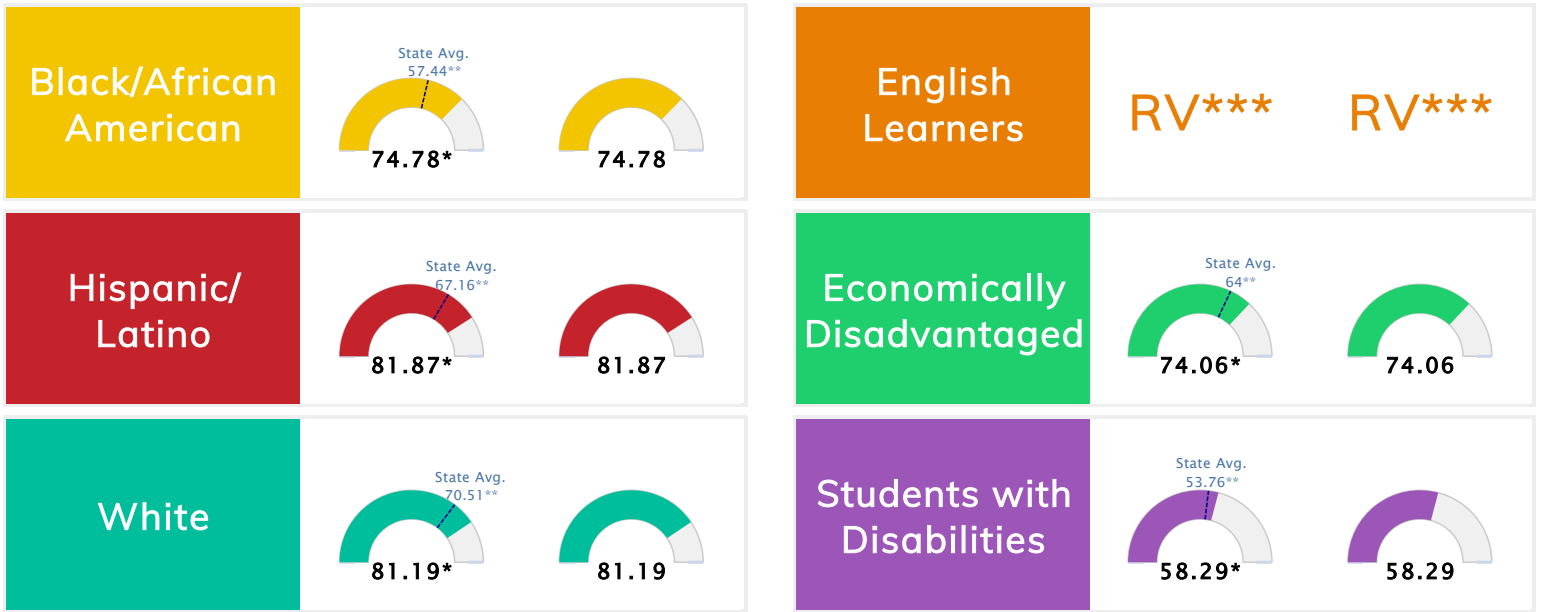 Black/African
American
State Avg.
57.44**
74.78*
74.78
English
Learners
RV***
RV***
Hispanic/
Latino
State Avg.
67.16**
81.87*
81.87
Economically
Disadvantaged
State Avg.
64**
74.06*
74.06
White
State Avg.
70.51**
81.19*
81.19
Students with
Disabilities
State Avg.
53.76**
58.29*
58.29